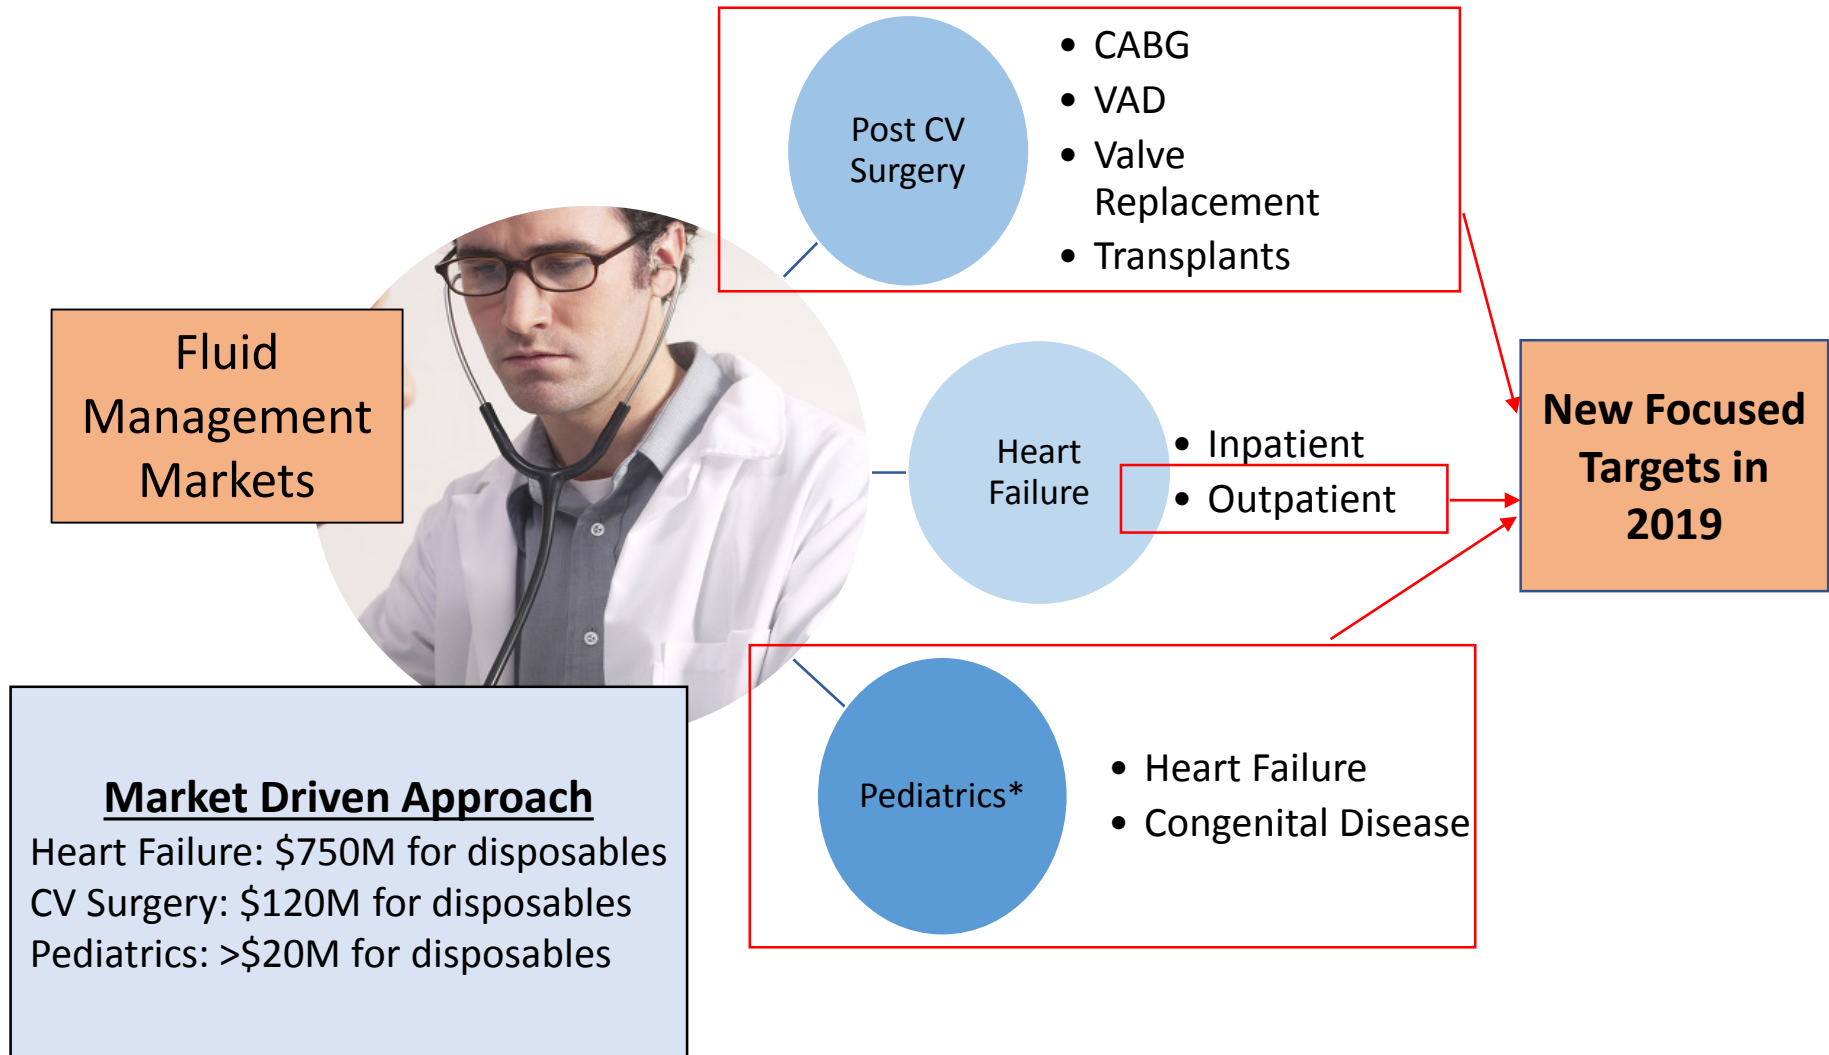 Fluid
Management
Markets
Post CV
Surgery
• CABG
• VAD
• Valve
Replacement
• Transplants
Heart
Failure
• Inpatient
• Outpatient
Pediatrics*
• Heart Failure
• Congenital Disease
New Focused
Targets in
2019
Market Driven Approach
Heart Failure: $750M for disposables
CV Surgery: $120M for disposables
Pediatrics: >$20M for disposables